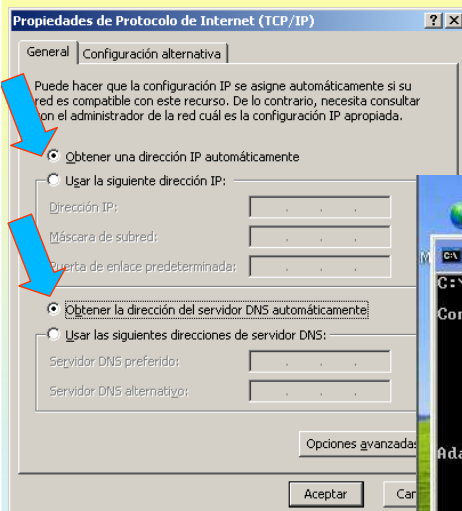 Propiedades de Protocolo de Internet (TCP/IP)
General Configuración alternativa
Puede hacer que la configuración IP se asigne automáticamente si su
red es compatible con este recurso. De lo contrario, necesita consultar
con el administrador de la red cuál es la configuración IP apropiada.
Obtener una dirección IP automáticamente
Usar la siguiente dirección IP:
Dirección IP:
Máscara de subred:
Puerta de enlace predeterminada:
Obtener la dirección del servidor DNS automáticamente
Usar las siguientes direcciones de servidor DNS:
Servidor DNS preferido:
Servidor DNS alternativo:
Opciones avanzadas
Aceptar Can
M
C:\
C:\
Con
Ada